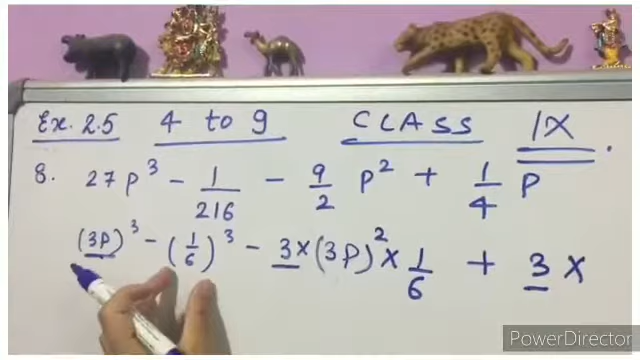 Ex. 2.5 4 to 9 CLASS IX.
8. 27p³ - 1/216 - 9/2 p² + 1/4 p
(3p)³ - (1/6)³ - 3×(3p)²×1/6 + 3×
PowerDirector